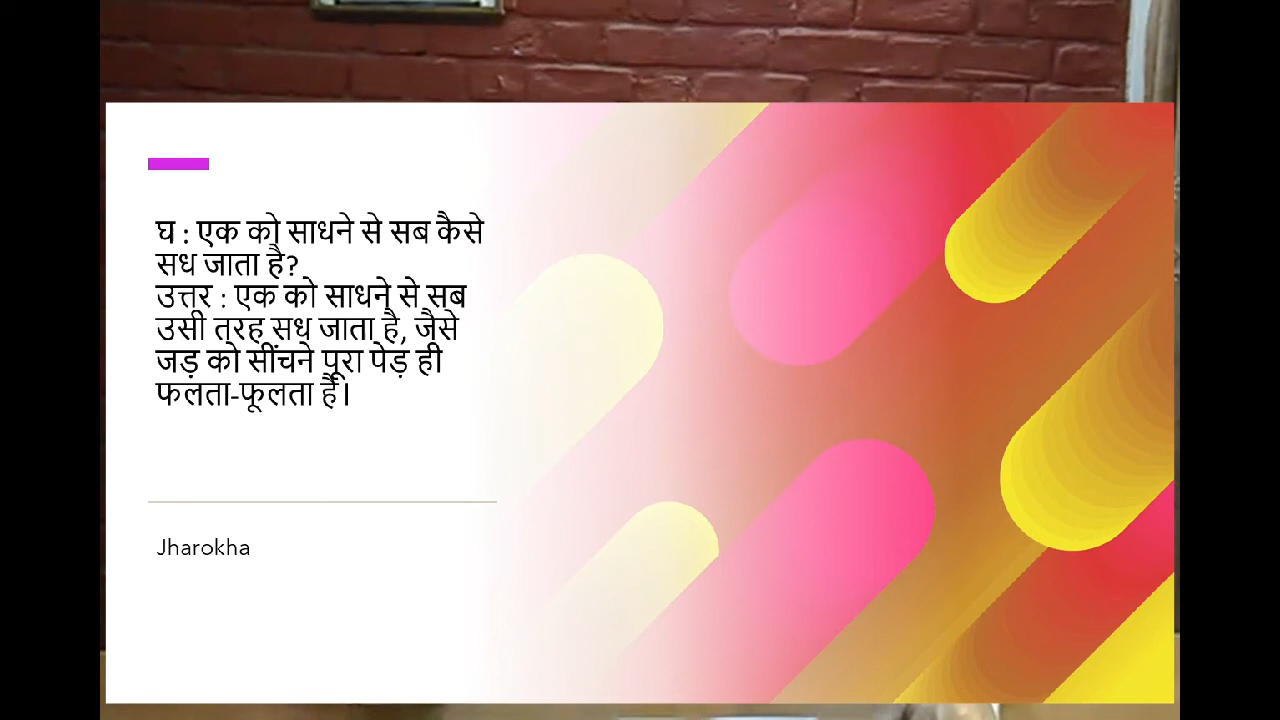 घ : एक को साधने से सब कैसे
सध जाता है?
उत्तर : एक को साधने से सब
उसी तरह सध जाता है, जैसे
जड़ को सींचने पूरा पेड़ ही
फलता-फूलता है।
Jharokha